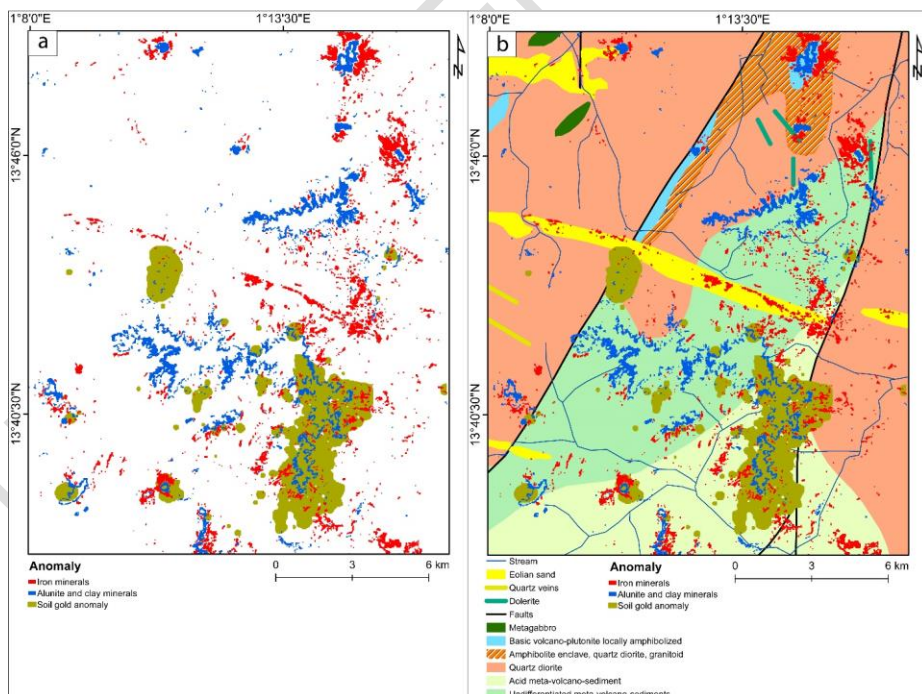 1°8'0"E
1°13'30"E
1°8'0"E
1°13'30"E
a
b
N
N
13°46'0"N
13°46'0"N
13°40'30"N
13°40'30"N
Anomaly
Iron minerals
Alunite and clay minerals
Soil gold anomaly
0 3 6 km
Stream
Eolian sand
Quartz veins
Dolerite
Faults
Metagabbro
Basic volcano-plutonite locally amphibolized
Amphibolite enclave, quartz diorite, granitoid
Quartz diorite
Acid meta-volcano-sediment
Undifferentiated meta-volcano-sediments
Anomaly
Iron minerals
Alunite and clay minerals
Soil gold anomaly
0 3 6 km